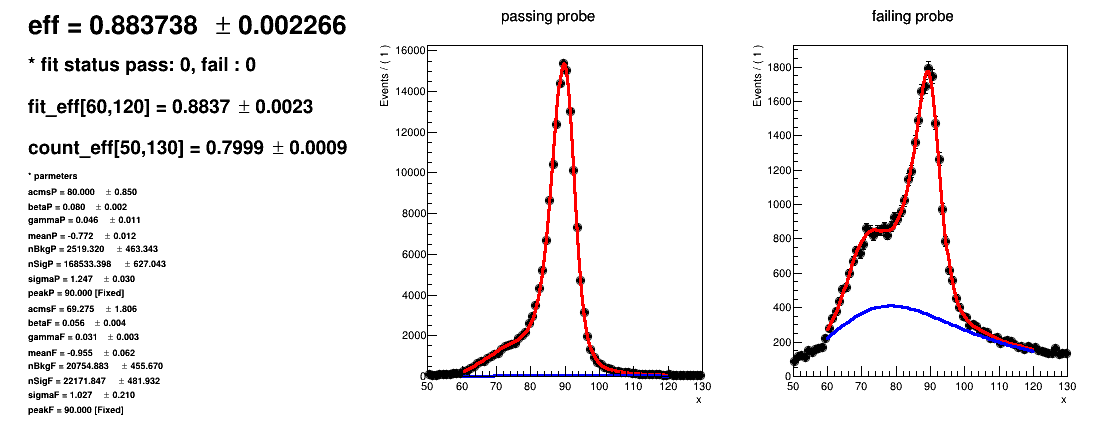 eff = 0.883738 ± 0.002266
* fit status pass: 0, fail : 0
fit_eff[60,120] = 0.8837 ± 0.0023
count_eff[50,130] = 0.7999 ± 0.0009
* parmeters
acmsP = 80.000 ± 0.850
betaP = 0.080 ± 0.002
gammaP = 0.046 ± 0.011
meanP = -0.772 ± 0.012
nBkgP = 2519.320 ± 463.343
nSigP = 168533.398 ± 627.043
sigmaP = 1.247 ± 0.030
peakP = 90.000 [Fixed]
acmsF = 69.275 ± 1.806
betaF = 0.056 ± 0.004
gammaF = 0.031 ± 0.003
meanF = -0.955 ± 0.062
nBkgF = 20754.883 ± 455.670
nSigF = 22171.847 ± 481.932
sigmaF = 1.027 ± 0.210
peakF = 90.000 [Fixed]
passing probe
Events / ( 1 )
16000
14000
12000
10000
8000
6000
4000
2000
0
50 60 70 80 90 100 110 120 130
x
failing probe
Events / ( 1 )
1800
1600
1400
1200
1000
800
600
400
200
0
50 60 70 80 90 100 110 120 130
x